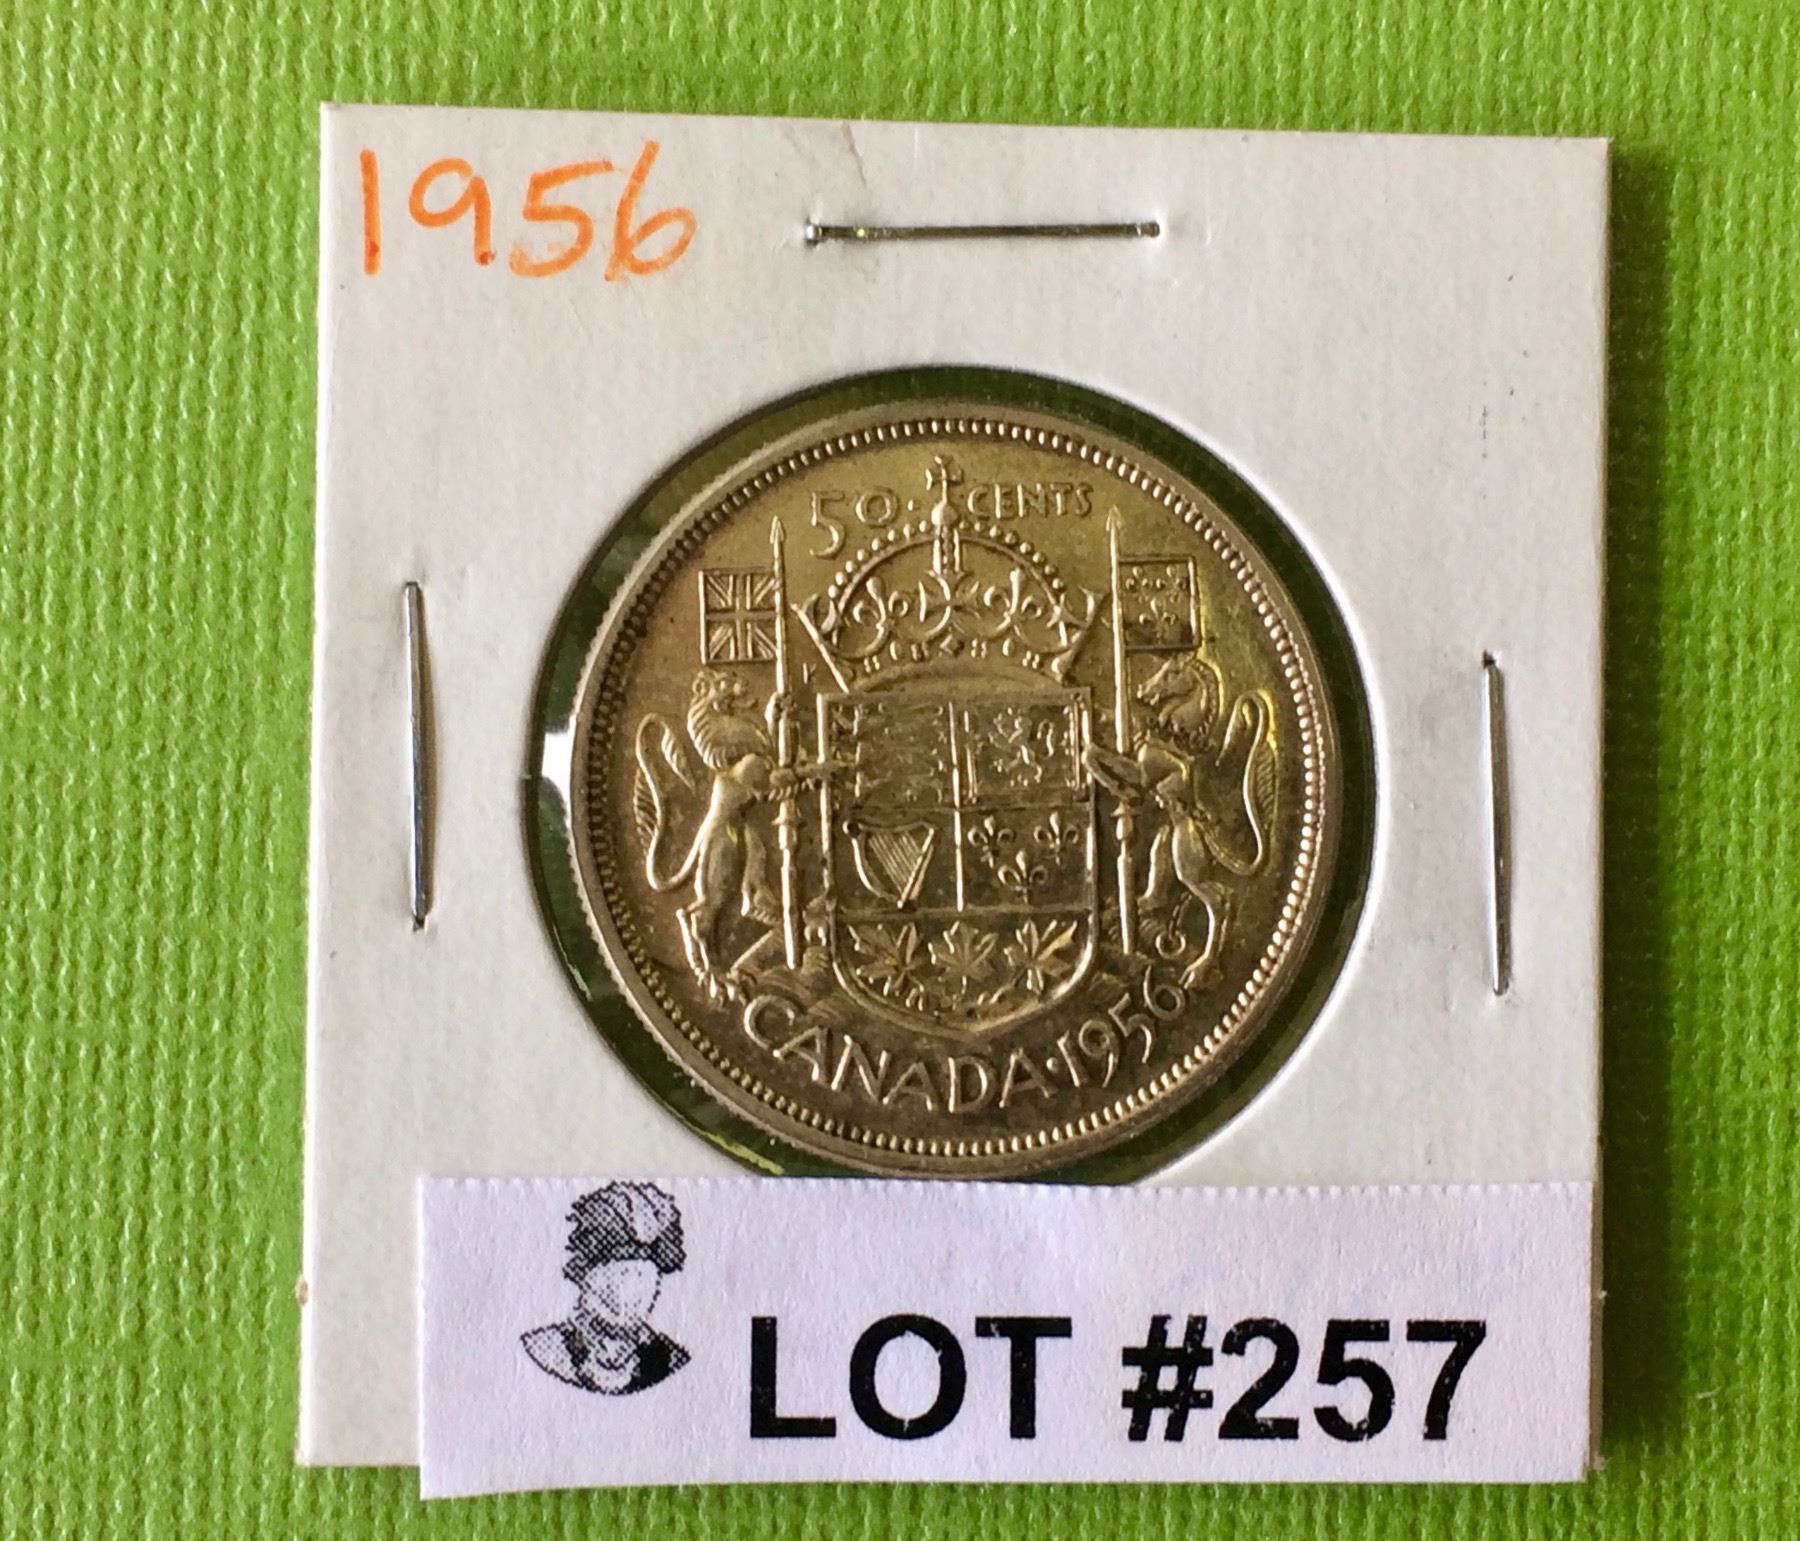 1956
50 · CENTS
CANADA · 1956
LOT #257